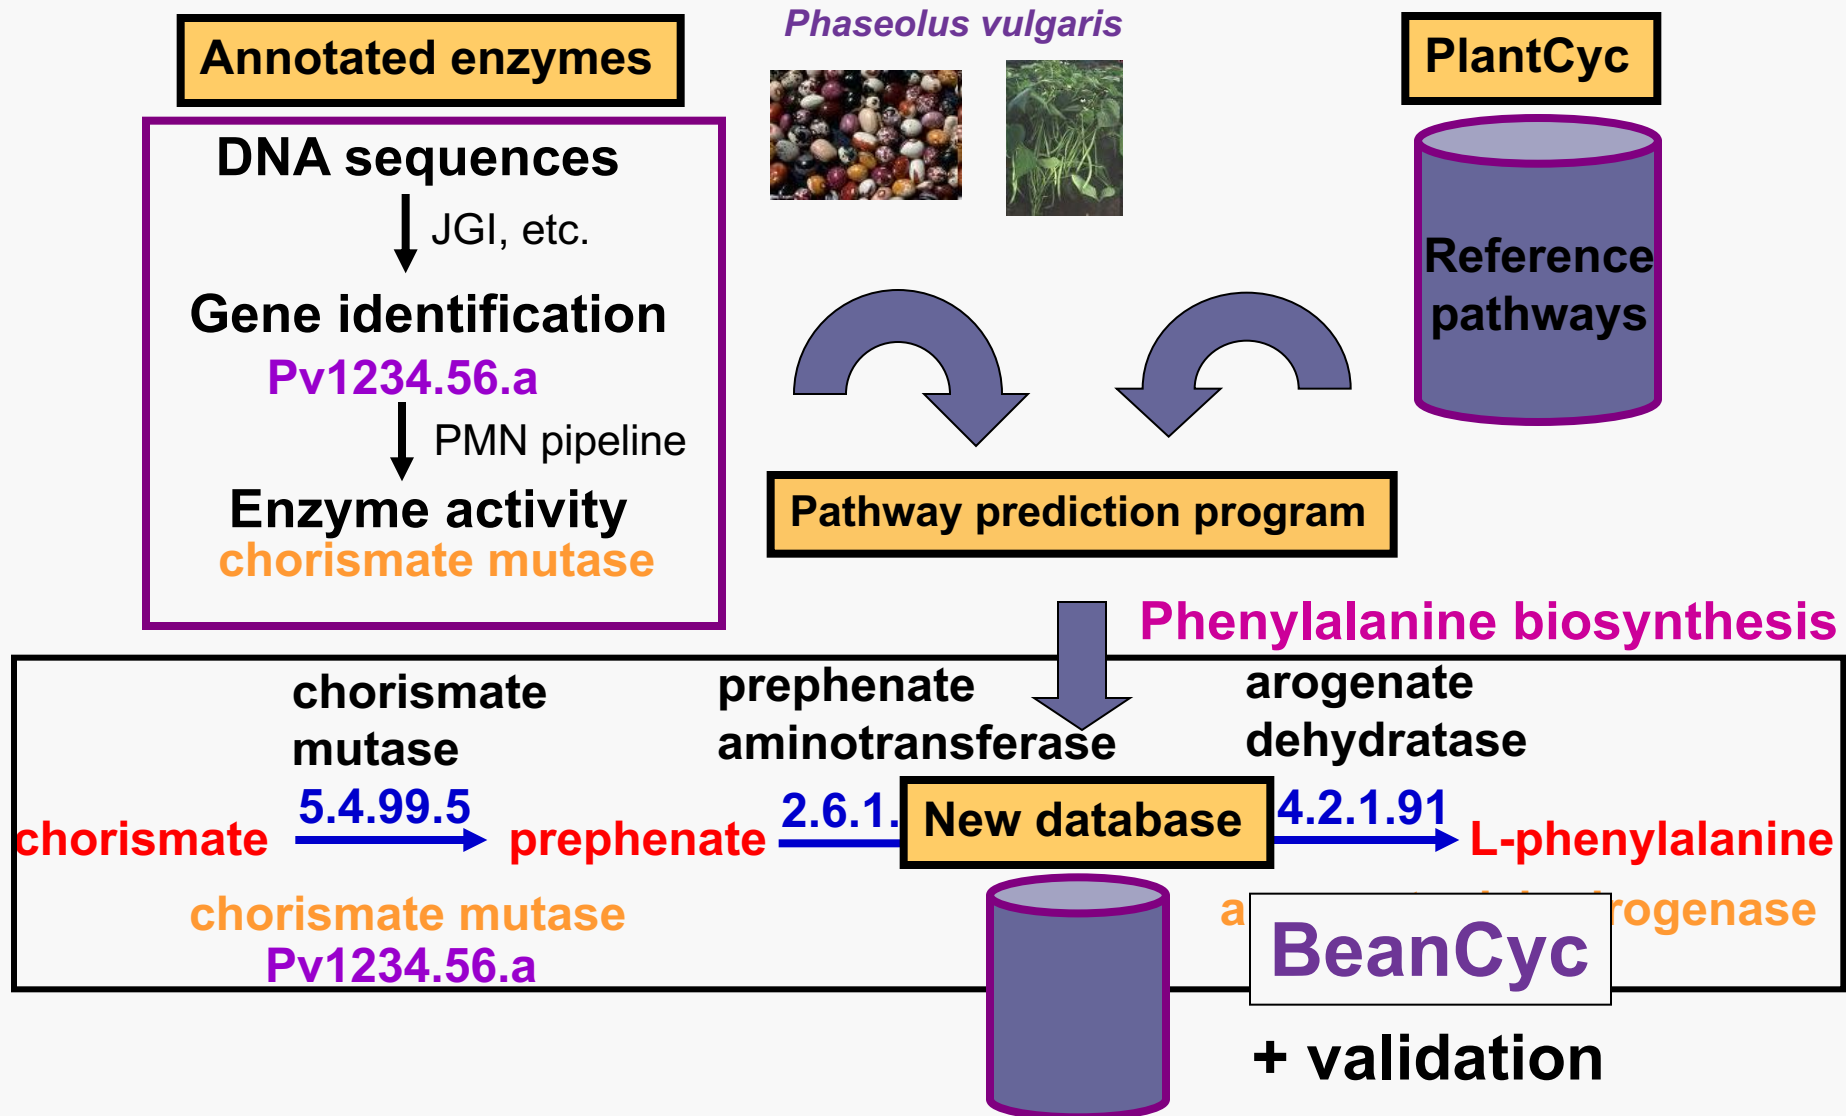 Phaseolus vulgaris
Annotated enzymes
PlantCyc
DNA sequences
JGI, etc.
Gene identification
Pv1234.56.a
PMN pipeline
Enzyme activity
chorismate mutase
Reference
pathways
Pathway prediction program
Phenylalanine biosynthesis
chorismate
mutase
prephenate
aminotransferase
arogenate
dehydratase
5.4.99.5
2.6.1.
4.2.1.91
chorismate
prephenate
New database
L-phenylalanine
chorismate mutase
Pv1234.56.a
BeanCyc
+ validation